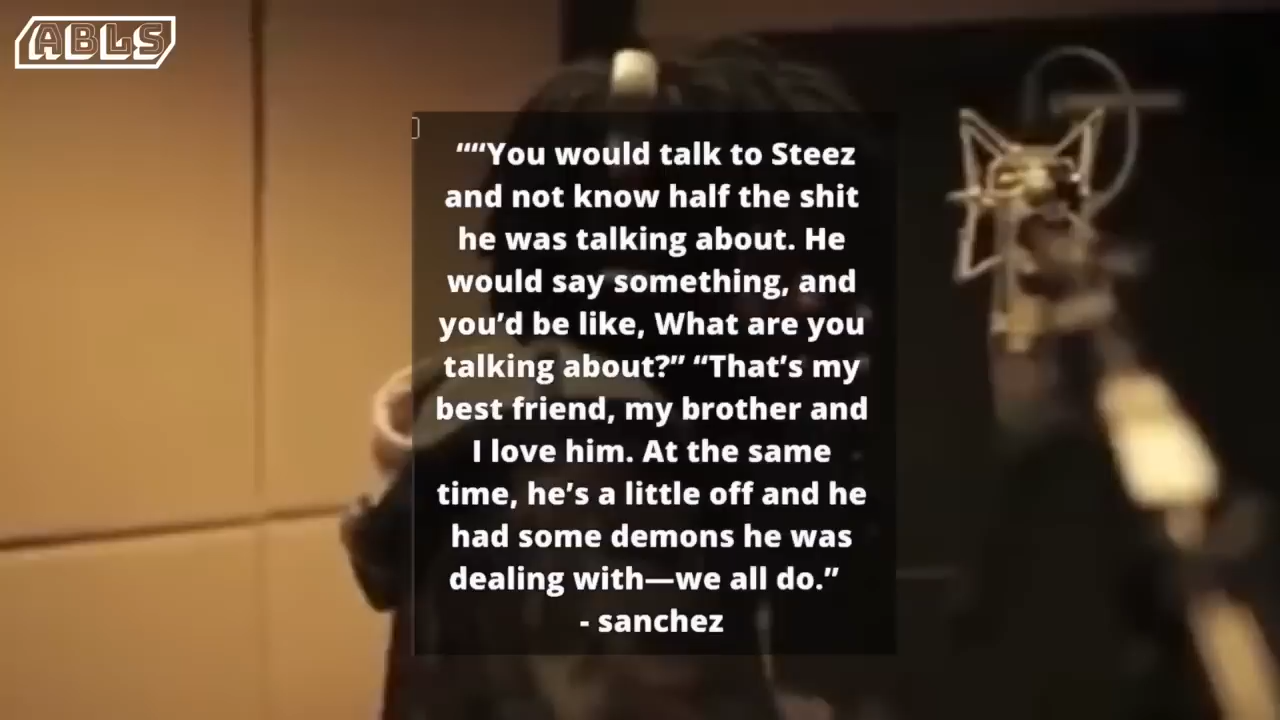 ABLS
““You would talk to Steez
and not know half the shit
he was talking about. He
would say something, and
you’d be like, What are you
talking about?” “That’s my
best friend, my brother and
I love him. At the same
time, he’s a little off and he
had some demons he was
dealing with—we all do.”
- sanchez